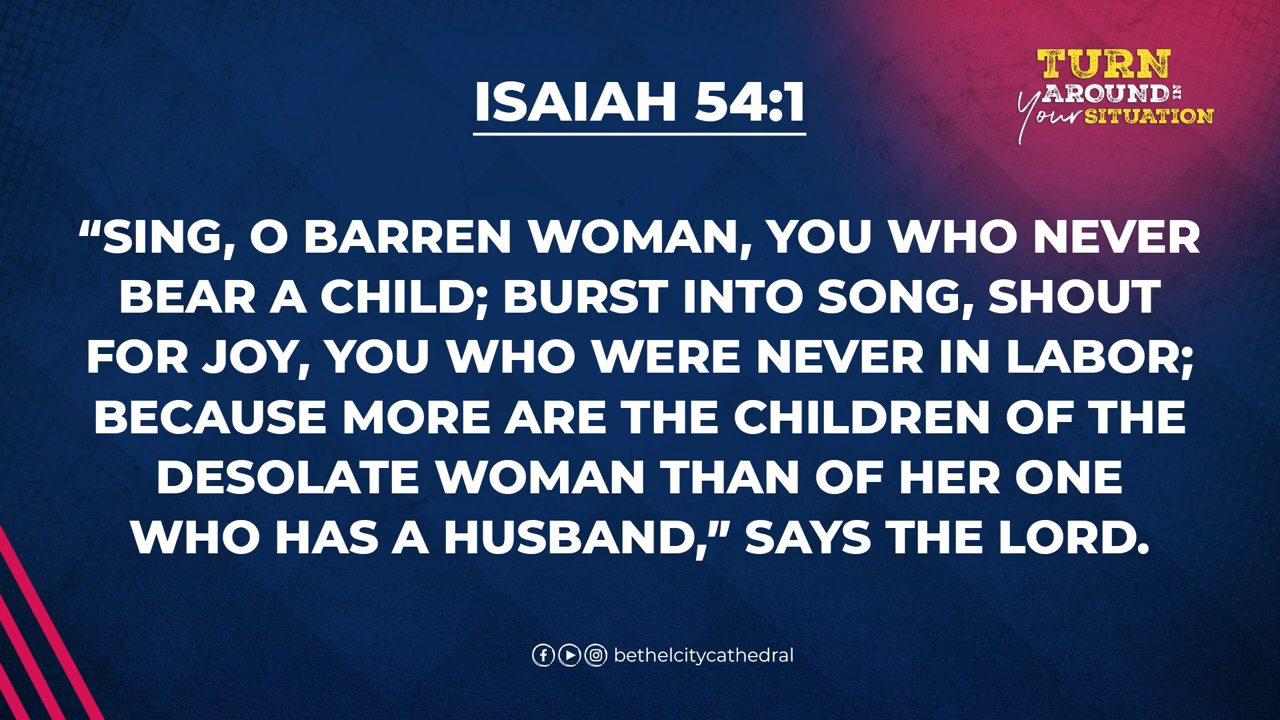 ISAIAH 54:1
TURN
AROUND IN
Your SITUATION
“SING, O BARREN WOMAN, YOU WHO NEVER
BEAR A CHILD; BURST INTO SONG, SHOUT
FOR JOY, YOU WHO WERE NEVER IN LABOR;
BECAUSE MORE ARE THE CHILDREN OF THE
DESOLATE WOMAN THAN OF HER ONE
WHO HAS A HUSBAND,” SAYS THE LORD.
bethelcitycathedral